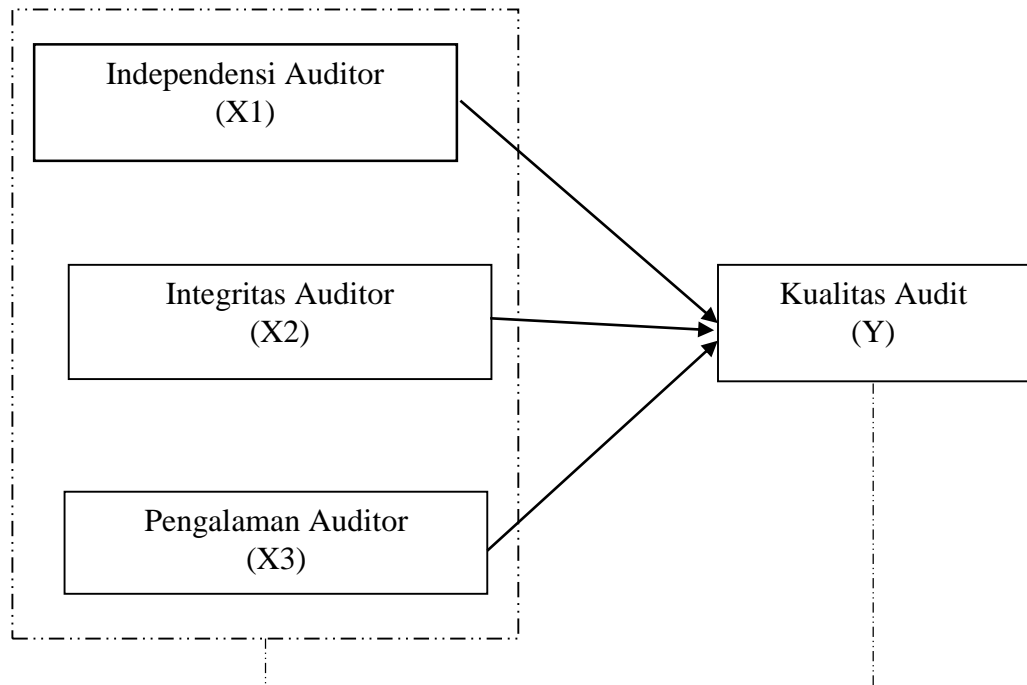 Independensi Auditor
(X1)
Integritas Auditor
(X2)
Kualitas Audit
(Y)
Pengalaman Auditor
(X3)